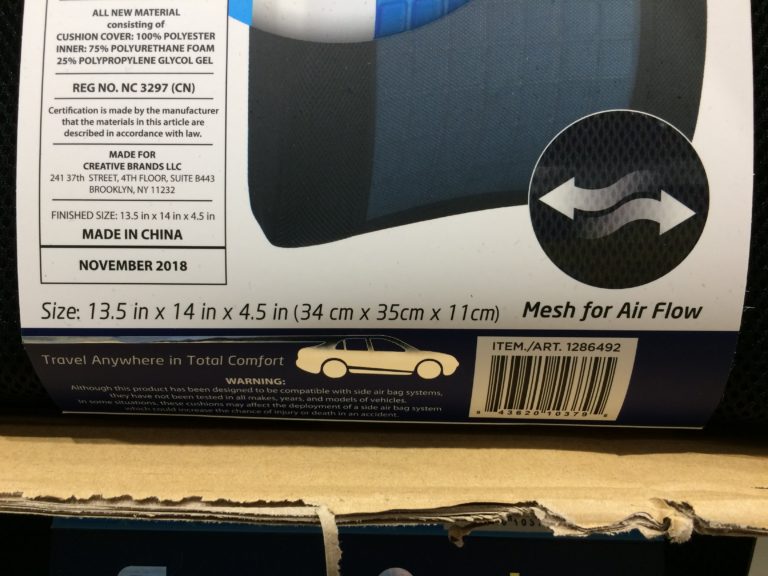 ALL NEW MATERIAL
consisting of
CUSHION COVER: 100% POLYESTER
INNER: 75% POLYURETHANE FOAM
25% POLYPROPYLENE GLYCOL GEL
REG NO. NC 3297 (CN)
Certification is made by the manufacturer
that the materials in this article are
described in accordance with law.
MADE FOR
CREATIVE BRANDS LLC
241 37th STREET, 4TH FLOOR, SUITE B443
BROOKLYN, NY 11232
FINISHED SIZE: 13.5 in x 14 in x 4.5 in
MADE IN CHINA
NOVEMBER 2018
Size: 13.5 in x 14 in x 4.5 in (34 cm x 35cm x 11cm)
Mesh for Air Flow
Travel Anywhere in Total Comfort
WARNING:
Although this product has been designed to be compatible with side air bag systems,
they have not been tested in all makes, years, and models of vehicles.
In some situations, these cushions may affect the deployment of a side air bag system
which could increase the chance of injury or death in an accident.
ITEM./ART. 1286492
8 43620 10379